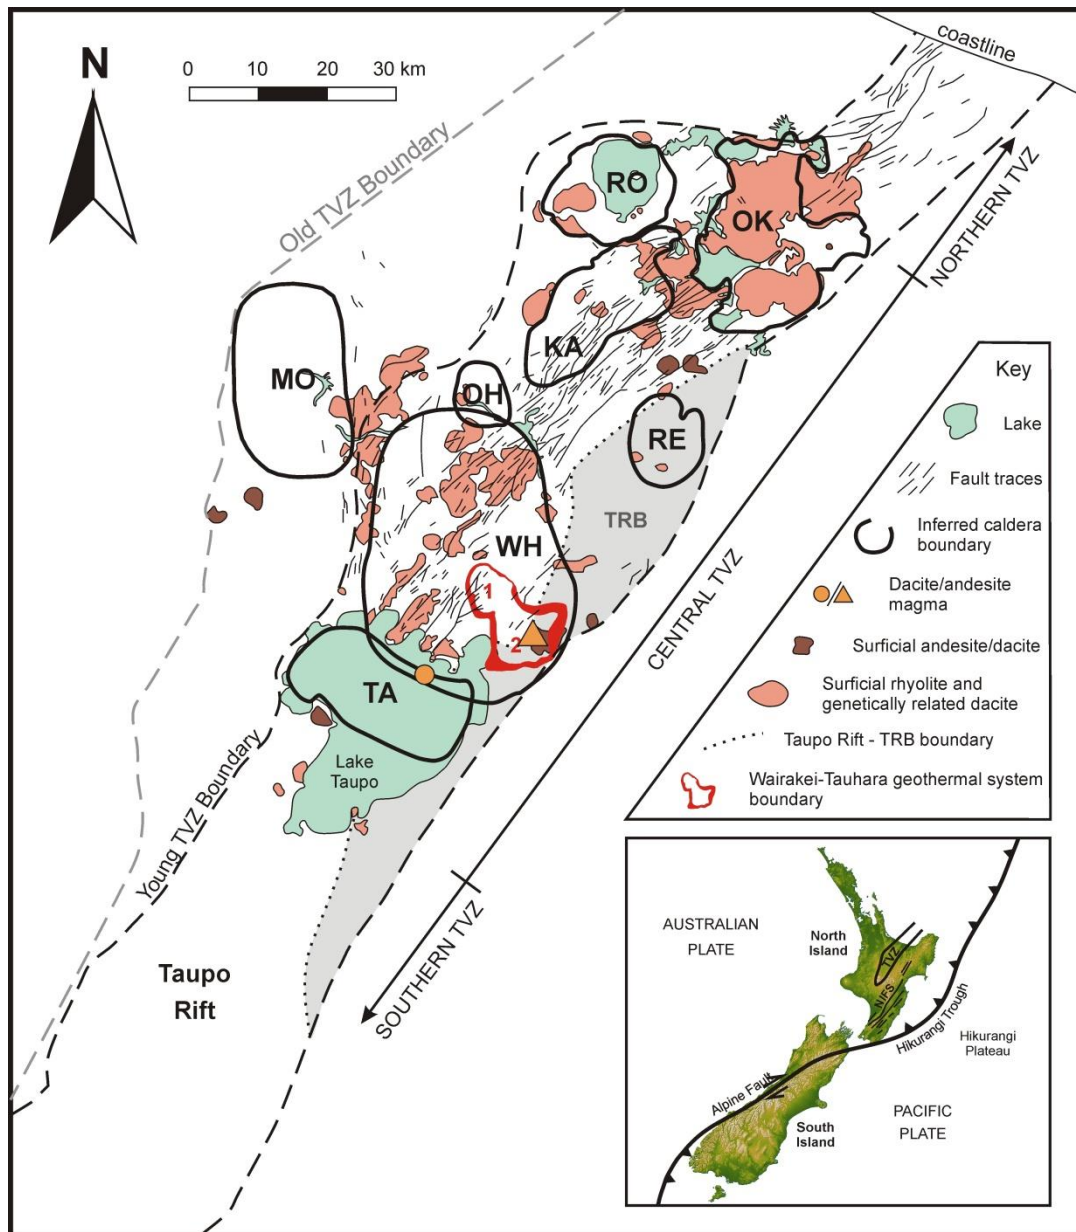 N
0 10 20 30 km
coastline
Old TVZ Boundary
NORTHERN TVZ
RO
OK
KA
MO
OH
RE
TRB
WH
1
2
CENTRAL TVZ
TA
Lake
Taupo
Young TVZ Boundary
SOUTHERN TVZ
Taupo
Rift
Key
Lake
Fault traces
Inferred caldera
boundary
Dacite/andesite
magma
Surficial andesite/dacite
Surficial rhyolite and
genetically related dacite
Taupo Rift - TRB boundary
Wairakei-Tauhara geothermal system
boundary
AUSTRALIAN
PLATE
North
Island
TVZ
NIFS
Hikurangi Trough
Hikurangi
Plateau
Alpine Fault
South
Island
PACIFIC
PLATE